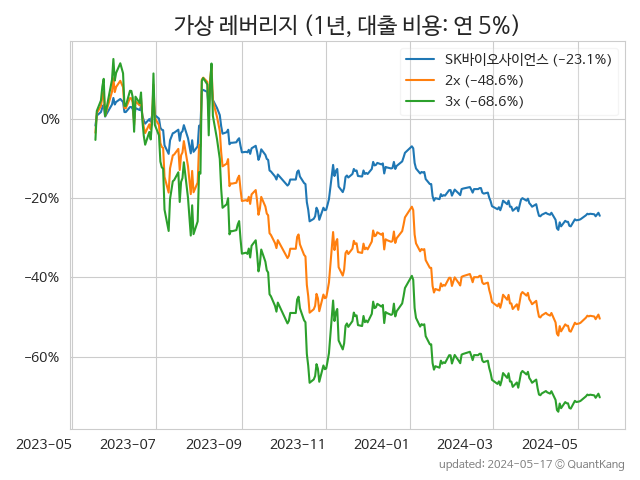 가상 레버리지 (1년, 대출 비용: 연 5%)
SK바이오사이언스 (−23.1%)
2x (−48.6%)
3x (−68.6%)
0%
−20%
−40%
−60%
2023−05 2023−07 2023−09 2023−11 2024−01 2024−03 2024−05
updated: 2024−05−17 © QuantKang